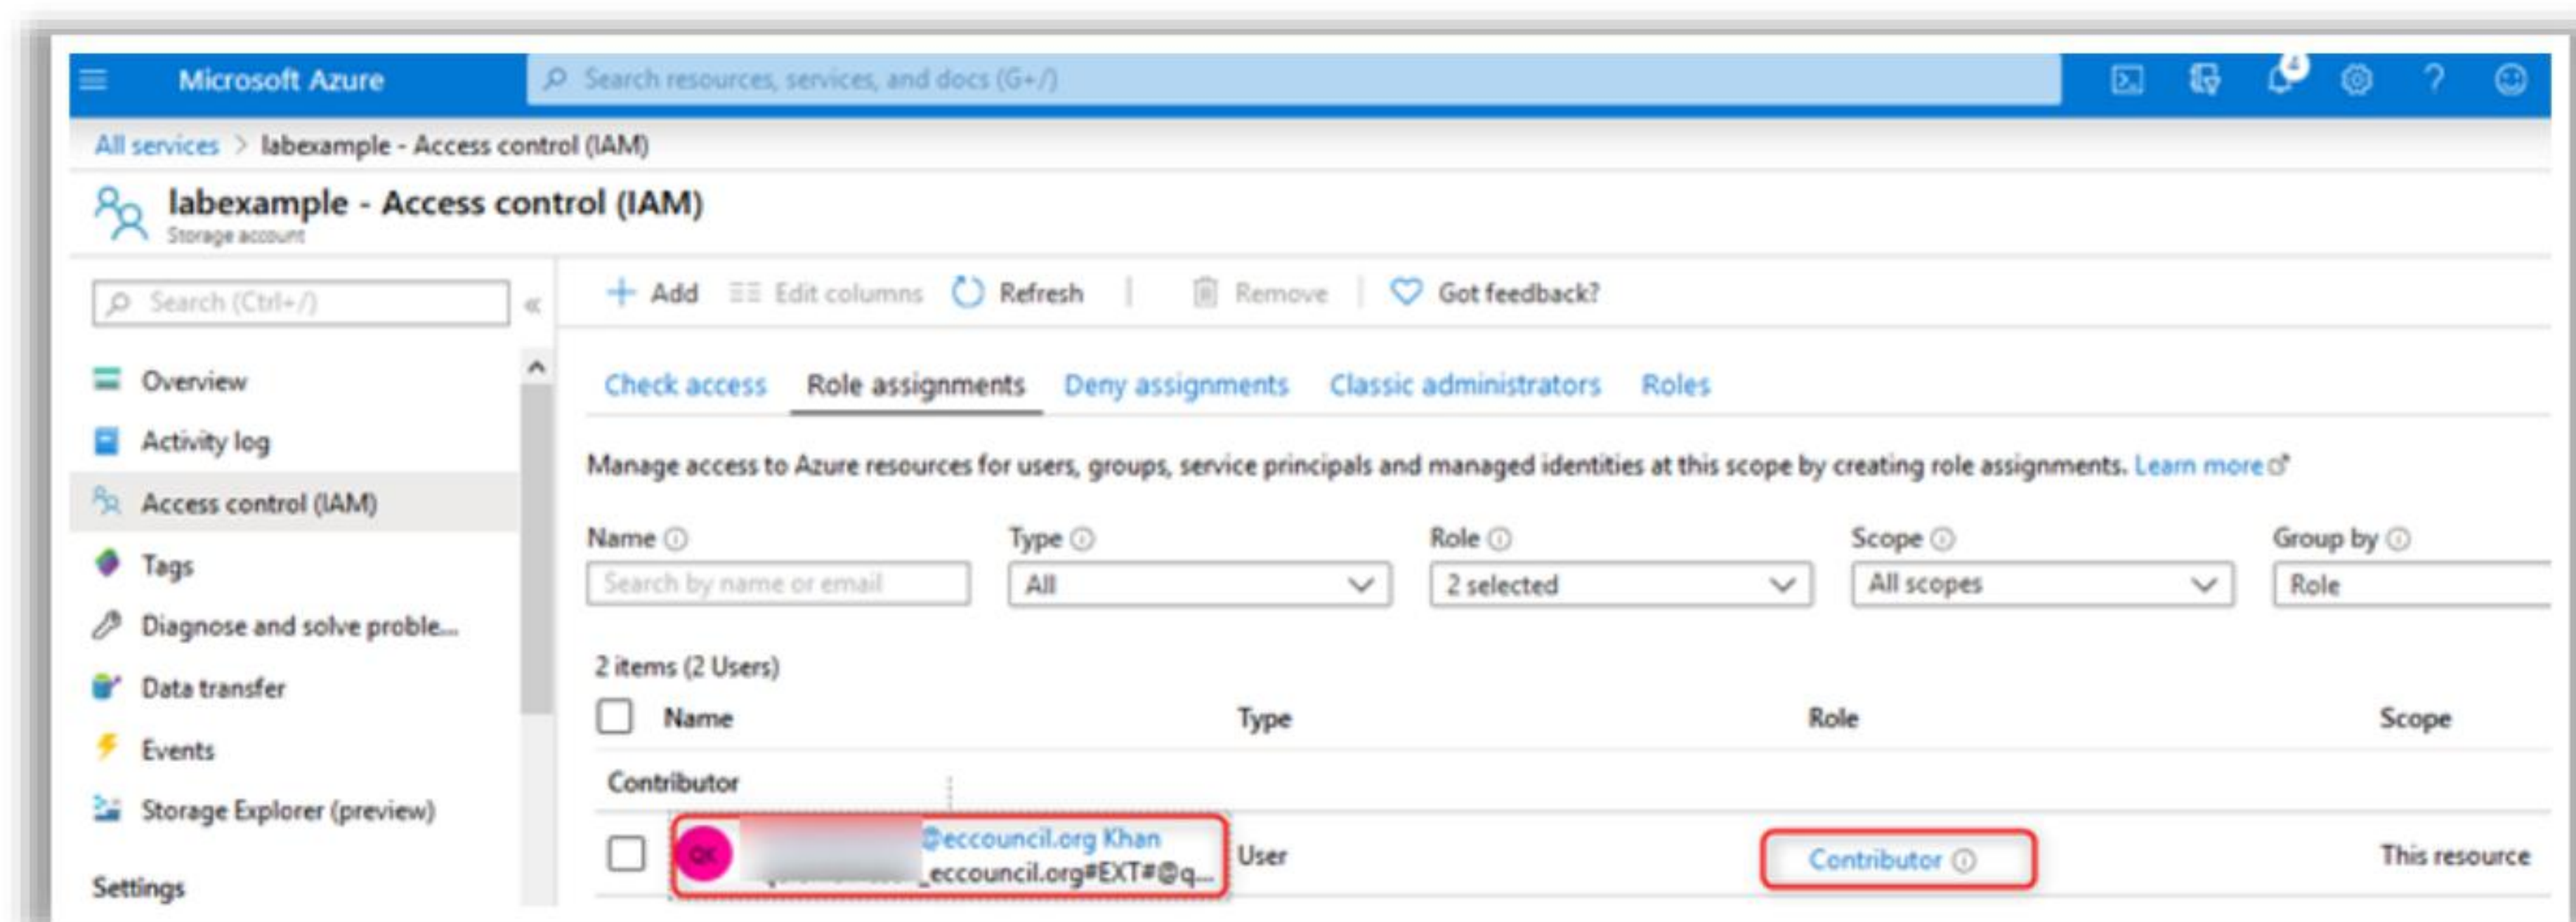 Microsoft Azure
Search resources, services, and docs (G+/)
4
?
All services > labexample - Access control (IAM)
labexample - Access control (IAM)
Storage account
Search (Ctrl+/)
«
+ Add
Edit columns
Refresh
Remove
Got feedback?
Overview
Activity log
Access control (IAM)
Tags
Diagnose and solve proble...
Data transfer
Events
Storage Explorer (preview)
Settings
Check access Role assignments Deny assignments Classic administrators Roles
Manage access to Azure resources for users, groups, service principals and managed identities at this scope by creating role assignments. Learn more
Name Type Role Scope Group by
Search by name or email All 2 selected All scopes Role
2 items (2 Users)
Name Type Role Scope
Contributor
QK @eccouncil.org Khan
_eccouncil.org#EXT#@q...
User
Contributor
This resource